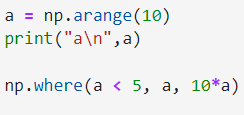 a = np.arange(10)
print("a\n",a)
np.where(a < 5, a, 10*a)